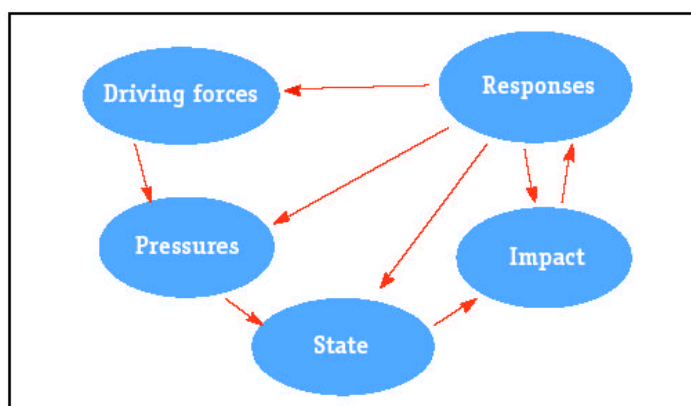 Driving forces
Responses
Pressures
Impact
State